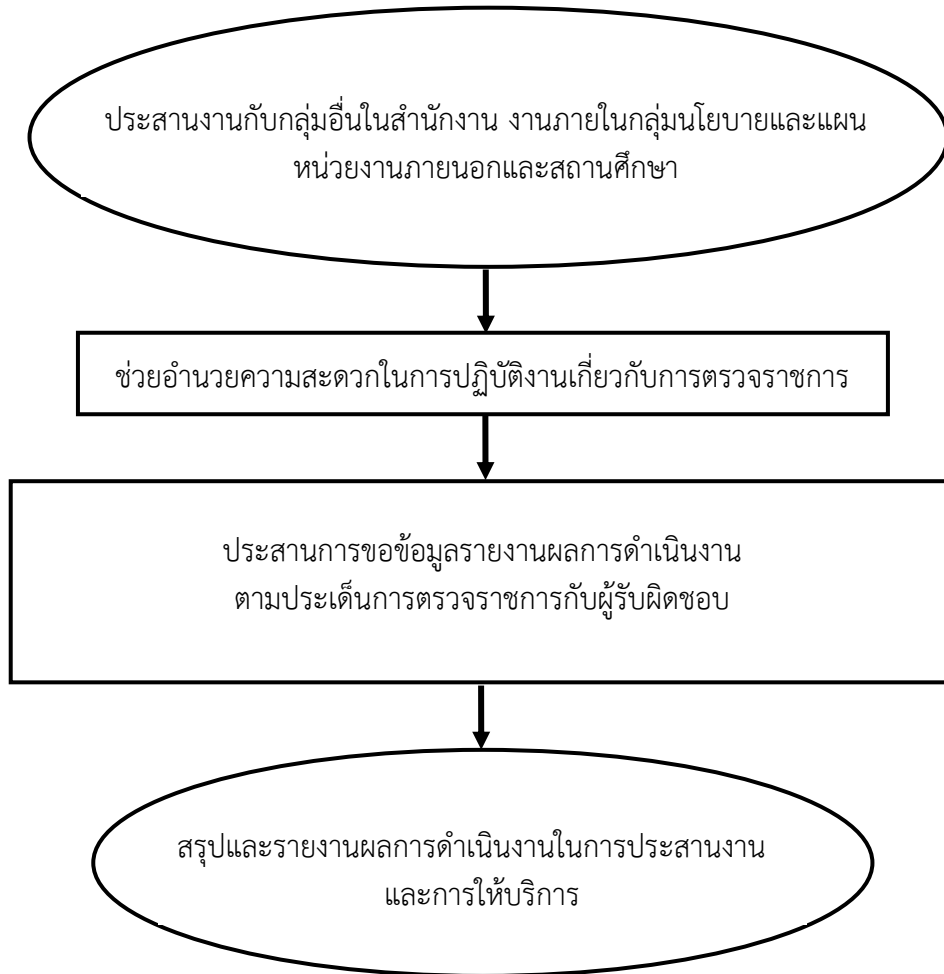 ประสานงานกับกลุ่มอื่นในสำนักงาน งานภายในกลุ่มนโยบายและแผน
หน่วยงานภายนอกและสถานศึกษา
ช่วยอำนวยความสะดวกในการปฏิบัติงานเกี่ยวกับการตรวจราชการ
ประสานการขอข้อมูลรายงานผลการดำเนินงาน
ตามประเด็นการตรวจราชการกับผู้รับผิดชอบ
สรุปและรายงานผลการดำเนินงานในการประสานงาน
และการให้บริการ